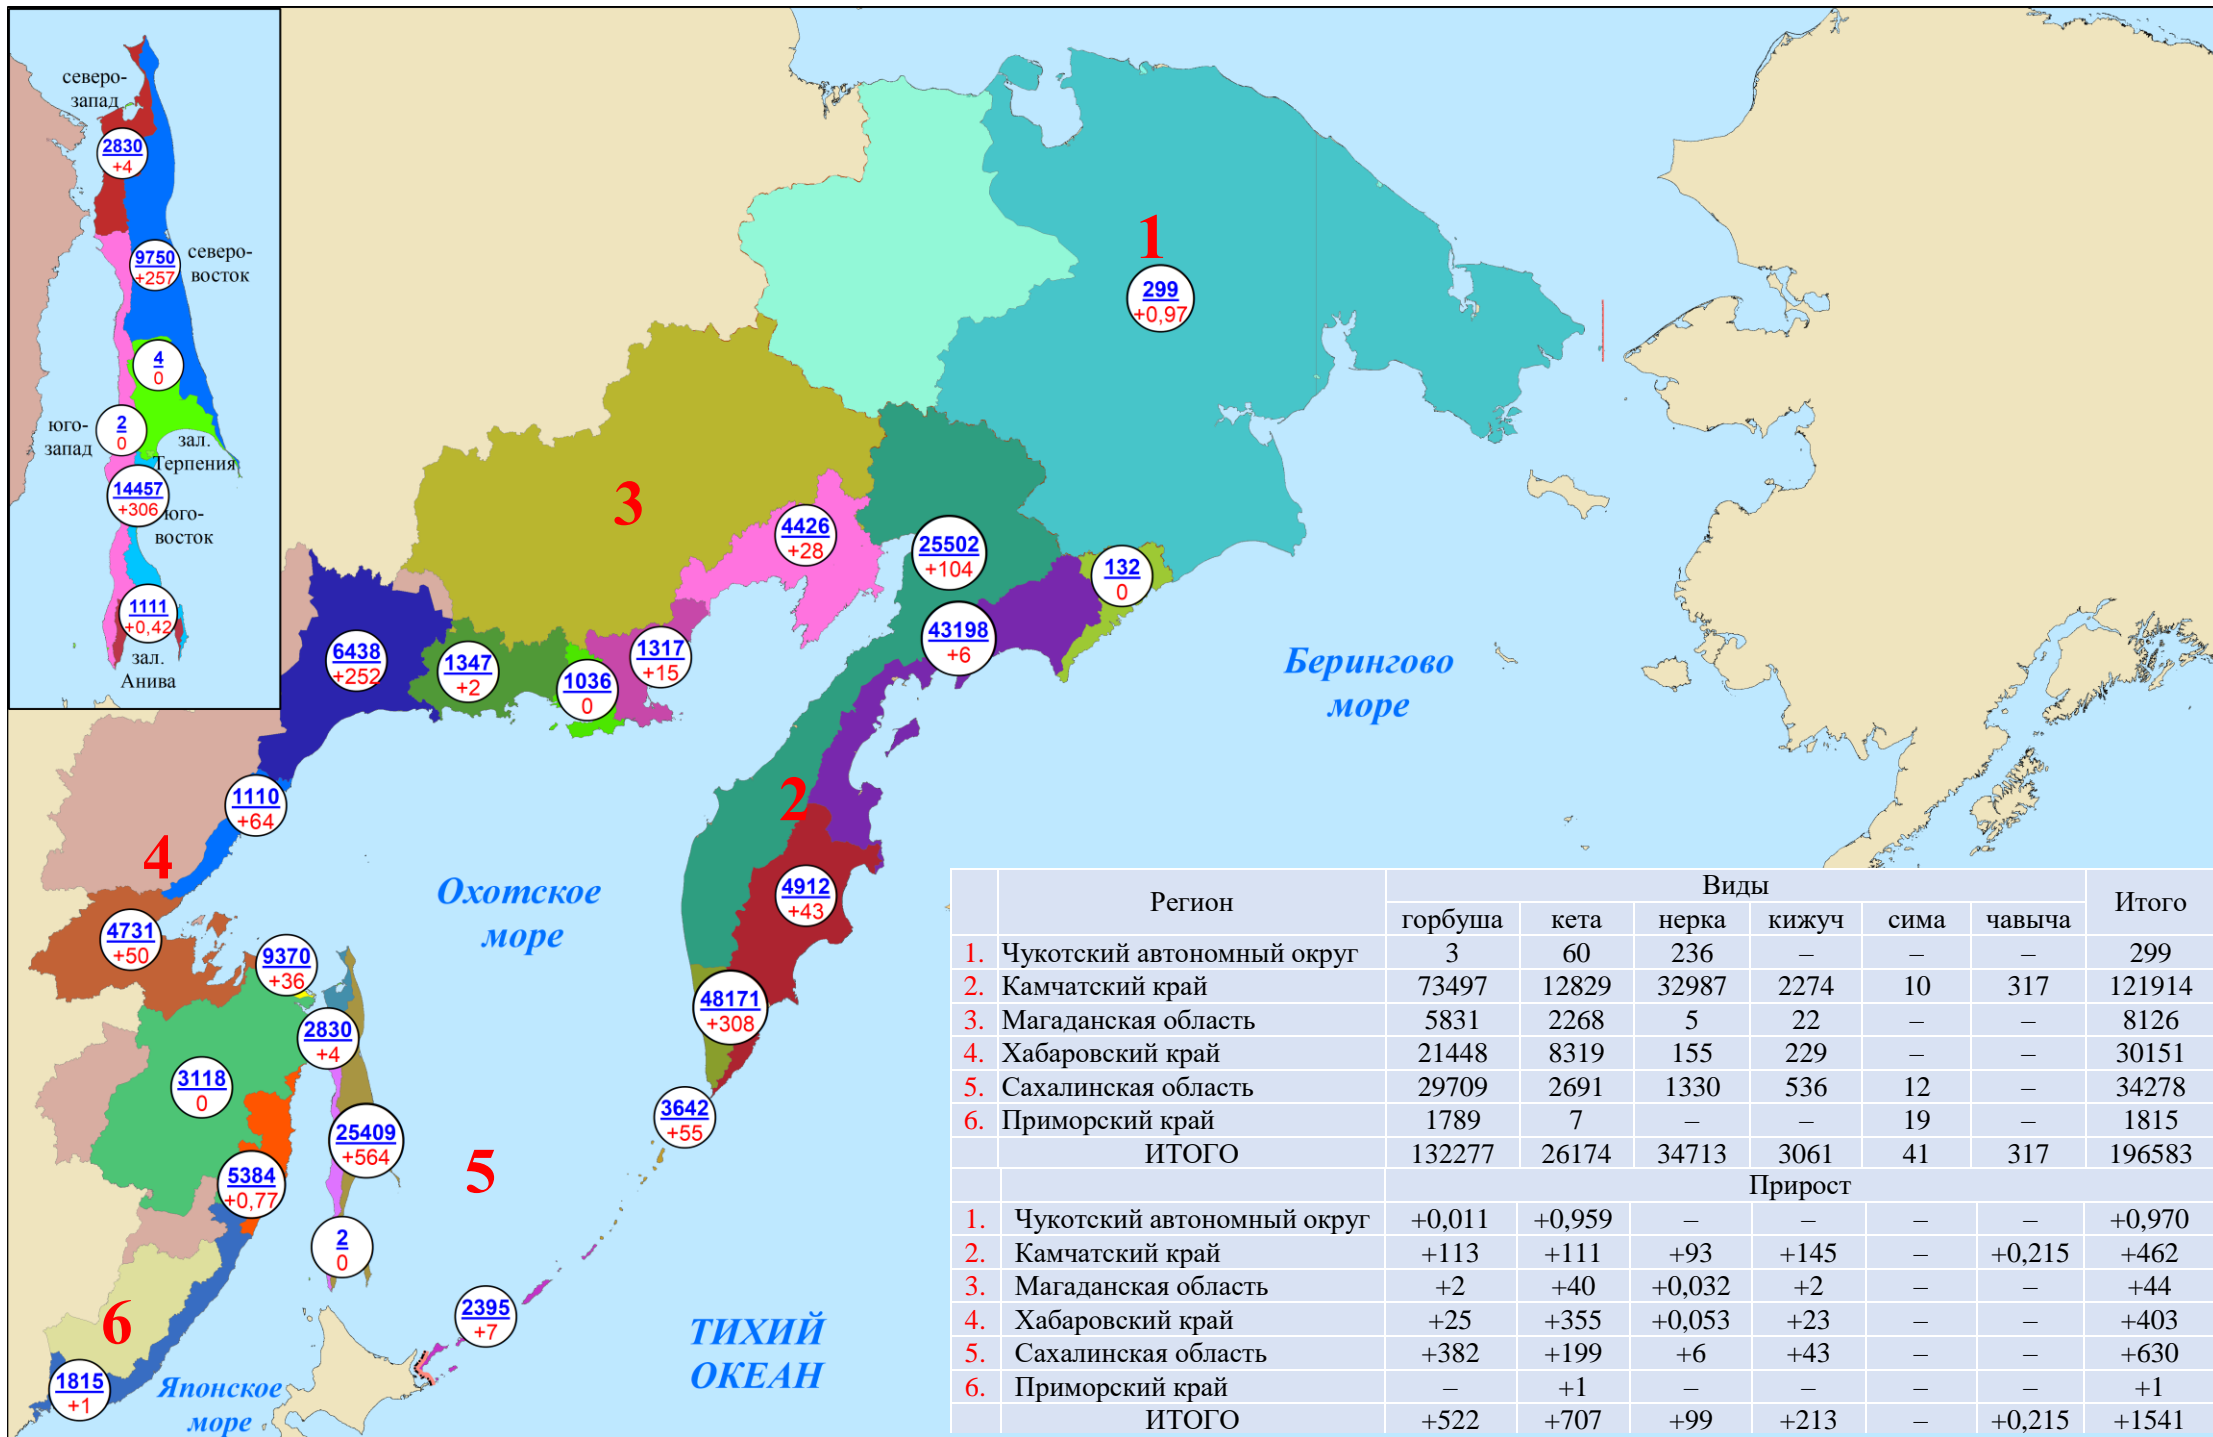 северо-
запад
2830
+4
9750
+257
северо-
восток
4
0
юго-
запад
2
0
зал.
Терпения
14457
+306
юго-
восток
1111
+0,42
зал.
Анива
1
299
+0,97
3
4426
+28
25502
+104
132
0
43198
+6
6438
+252
1347
+2
1036
0
1317
+15
Берингово
море
1110
+64
4
2
Охотское
море
4912
+43
4731
+50
9370
+36
48171
+308
2830
+4
3118
0
3642
+55
25409
+564
5
5384
+0,77
2
0
6
2395
+7
ТИХИЙ
ОКЕАН
1815
+1
Японское
море
Регион Виды Итого
горбуша кета нерка кижуч сима чавыча
1. Чукотский автономный округ 3 60 236 – – – 299
2. Камчатский край 73497 12829 32987 2274 10 317 121914
3. Магаданская область 5831 2268 5 22 – – 8126
4. Хабаровский край 21448 8319 155 229 – – 30151
5. Сахалинская область 29709 2691 1330 536 12 – 34278
6. Приморский край 1789 7 – – 19 – 1815
ИТОГО 132277 26174 34713 3061 41 317 196583
Прирост
1. Чукотский автономный округ +0,011 +0,959 – – – – +0,970
2. Камчатский край +113 +111 +93 +145 – +0,215 +462
3. Магаданская область +2 +40 +0,032 +2 – – +44
4. Хабаровский край +25 +355 +0,053 +23 – – +403
5. Сахалинская область +382 +199 +6 +43 – – +630
6. Приморский край – +1 – – – – +1
ИТОГО +522 +707 +99 +213 – +0,215 +1541